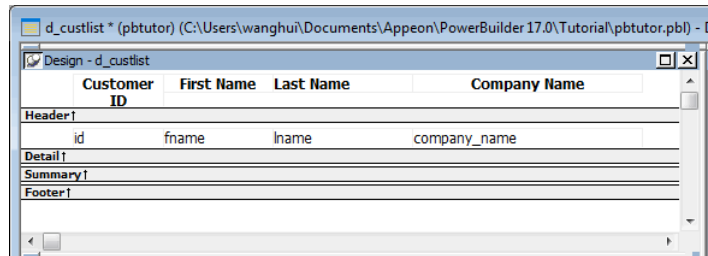 d_custlist * (pbtutor) (C:\Users\wanghui\Documents\Appeon\PowerBuilder 17.0\Tutorial\pbtutor.pbl) -
Design - d_custlist
Customer ID First Name Last Name Company Name
Header↑
id fname lname company_name
Detail↑
Summary↑
Footer↑